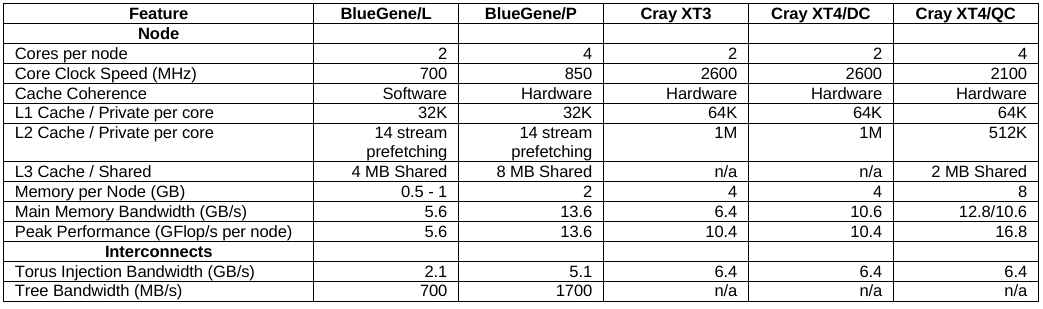 Feature BlueGene/L BlueGene/P Cray XT3 Cray XT4/DC Cray XT4/QC
Node
Cores per node 2 4 2 2 4
Core Clock Speed (MHz) 700 850 2600 2600 2100
Cache Coherence Software Hardware Hardware Hardware Hardware
L1 Cache / Private per core 32K 32K 64K 64K 64K
L2 Cache / Private per core 14 stream 14 stream 1M 1M 512K
prefetching prefetching
L3 Cache / Shared 4 MB Shared 8 MB Shared n/a n/a 2 MB Shared
Memory per Node (GB) 0.5 - 1 2 4 4 8
Main Memory Bandwidth (GB/s) 5.6 13.6 6.4 10.6 12.8/10.6
Peak Performance (GFlop/s per node) 5.6 13.6 10.4 10.4 16.8
Interconnects
Torus Injection Bandwidth (GB/s) 2.1 5.1 6.4 6.4 6.4
Tree Bandwidth (MB/s) 700 1700 n/a n/a n/a